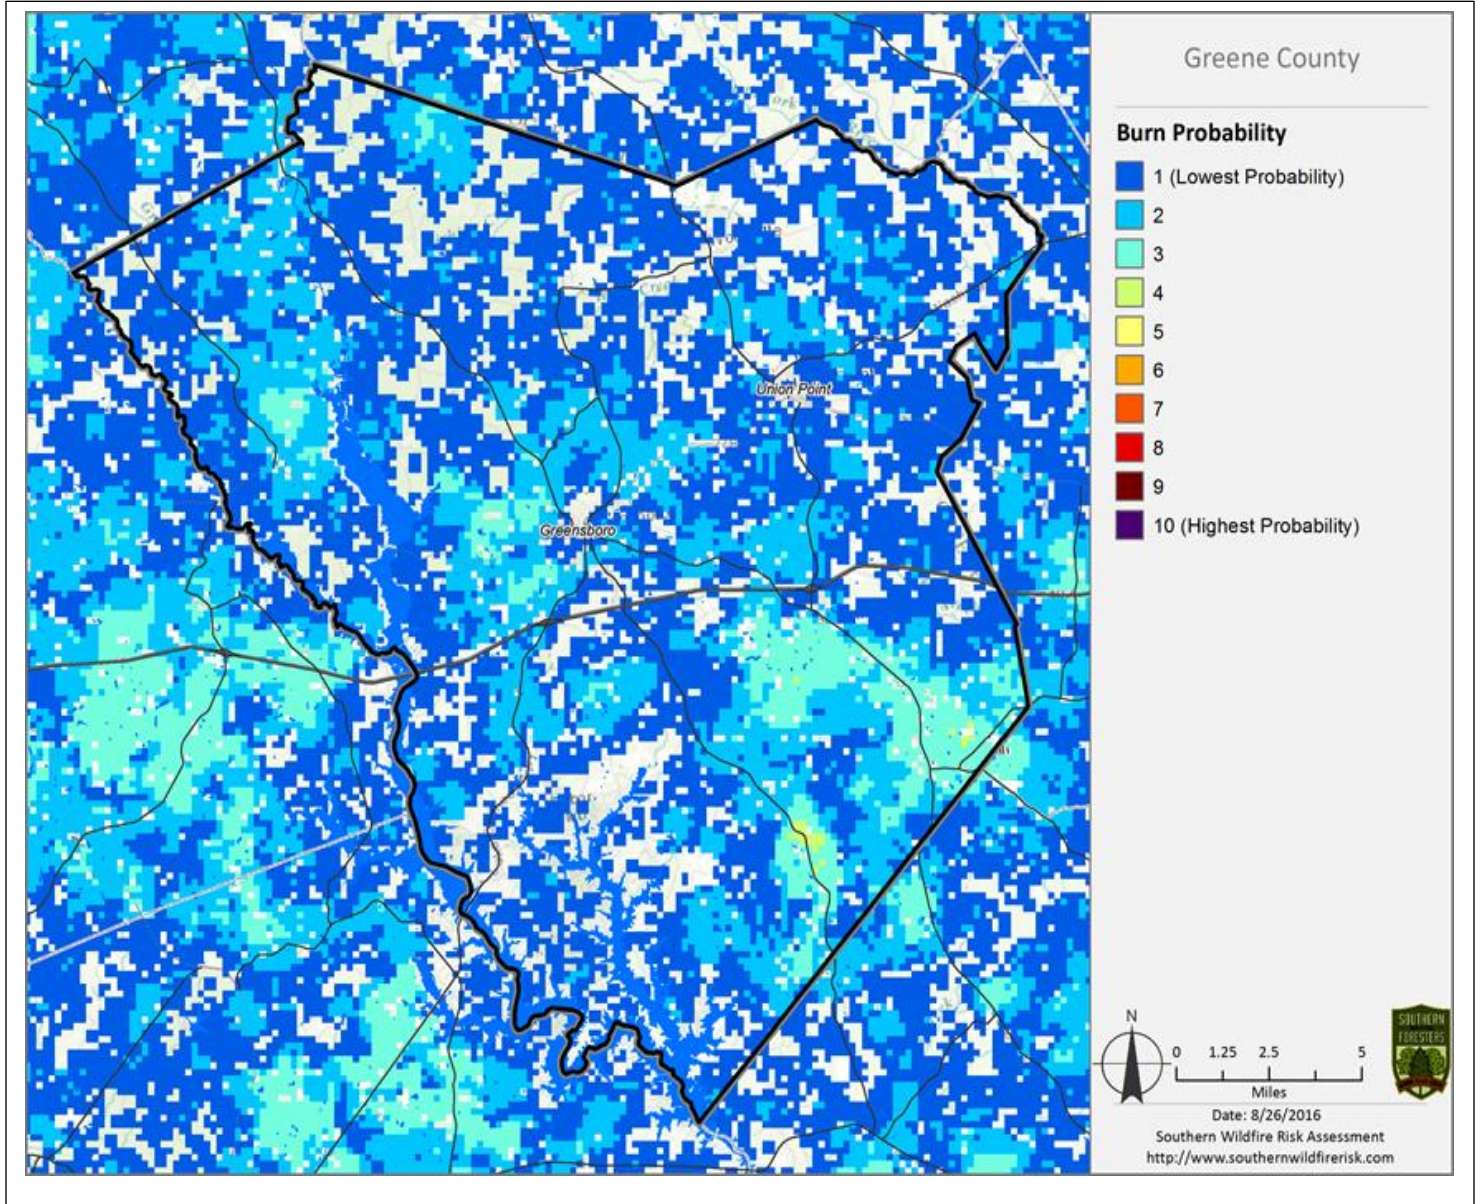 Greene County
Burn Probability
1 (Lowest Probability)
2
3
4
5
6
7
8
9
10 (Highest Probability)
Union Point
Greensboro
N
0 1.25 2.5 5
Miles
SOUTHERN
FORESTERS
Date: 8/26/2016
Southern Wildfire Risk Assessment
http://www.southernwildfirerisk.com